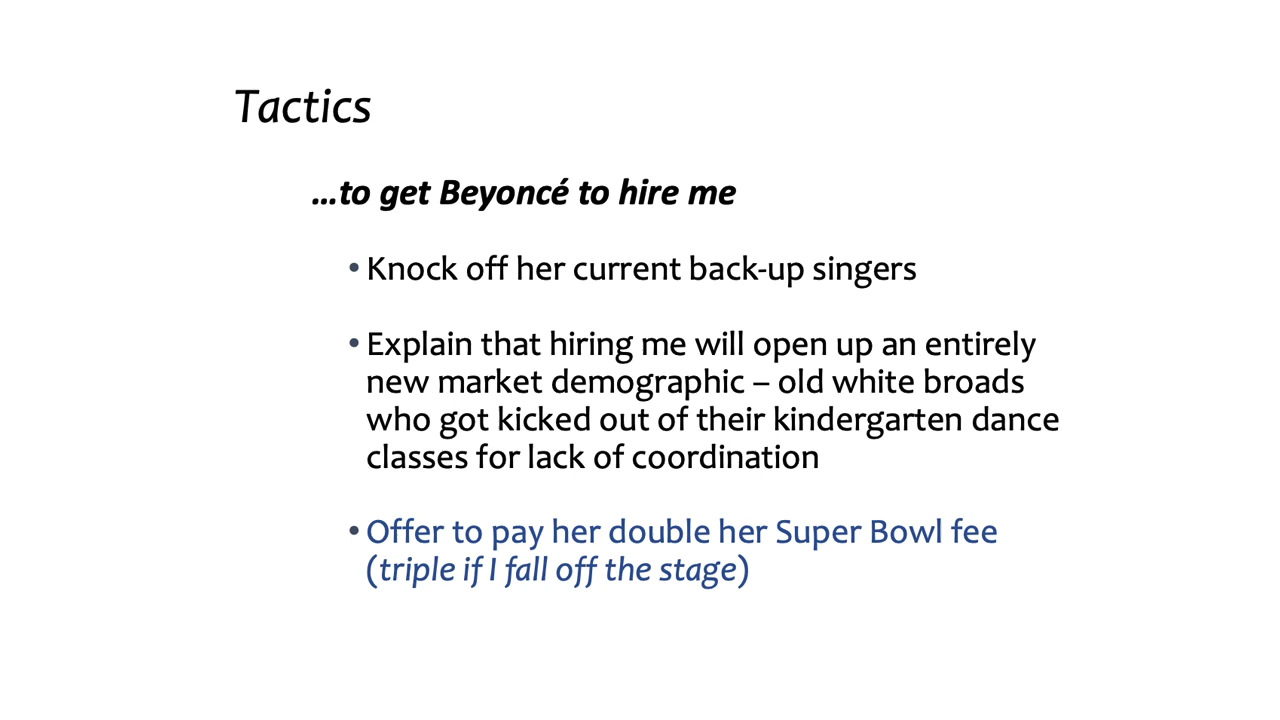 Tactics
...to get Beyoncé to hire me
• Knock off her current back-up singers
• Explain that hiring me will open up an entirely
new market demographic – old white broads
who got kicked out of their kindergarten dance
classes for lack of coordination
• Offer to pay her double her Super Bowl fee
(triple if I fall off the stage)